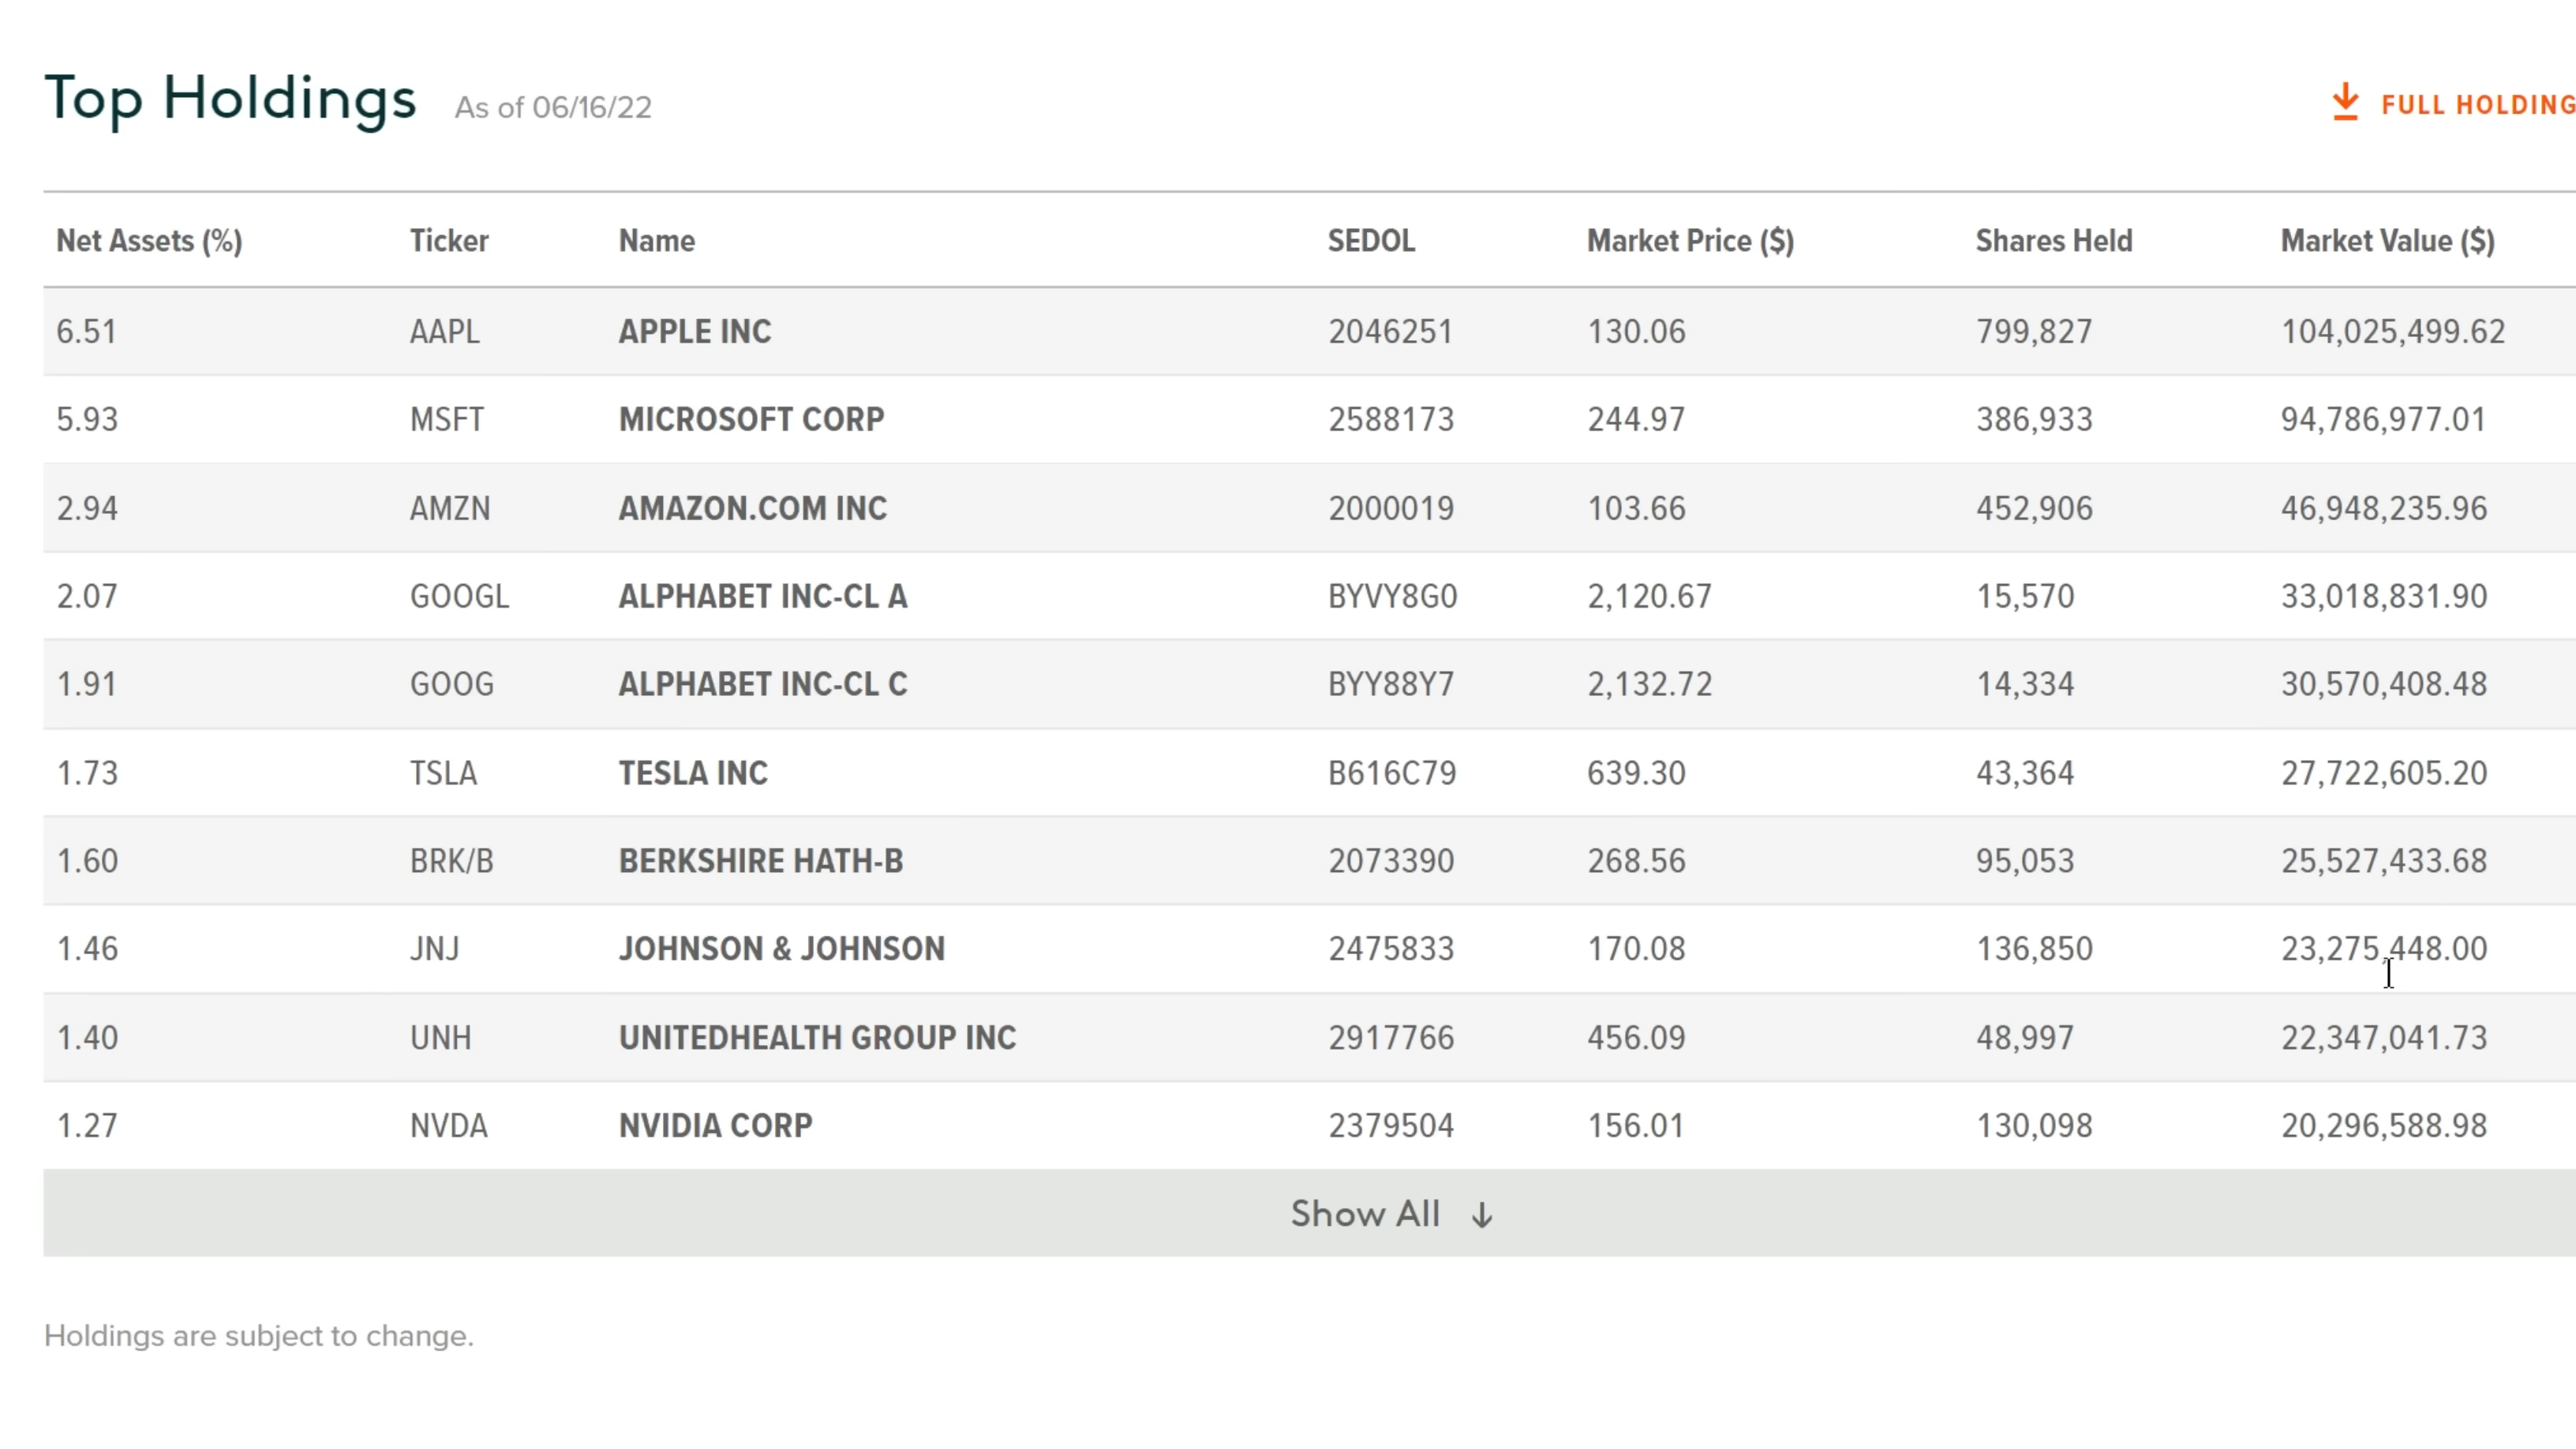 Top Holdings As of 06/16/22 FULL HOLDING
Net Assets (%) Ticker Name SEDOL Market Price ($) Shares Held Market Value ($)
6.51 AAPL APPLE INC 2046251 130.06 799,827 104,025,499.62
5.93 MSFT MICROSOFT CORP 2588173 244.97 386,933 94,786,977.01
2.94 AMZN AMAZON.COM INC 2000019 103.66 452,906 46,948,235.96
2.07 GOOGL ALPHABET INC-CL A BYVY8G0 2,120.67 15,570 33,018,831.90
1.91 GOOG ALPHABET INC-CL C BYY88Y7 2,132.72 14,334 30,570,408.48
1.73 TSLA TESLA INC B616C79 639.30 43,364 27,722,605.20
1.60 BRK/B BERKSHIRE HATH-B 2073390 268.56 95,053 25,527,433.68
1.46 JNJ JOHNSON & JOHNSON 2475833 170.08 136,850 23,275,448.00
1.40 UNH UNITEDHEALTH GROUP INC 2917766 456.09 48,997 22,347,041.73
1.27 NVDA NVIDIA CORP 2379504 156.01 130,098 20,296,588.98
Show All ↓
Holdings are subject to change.